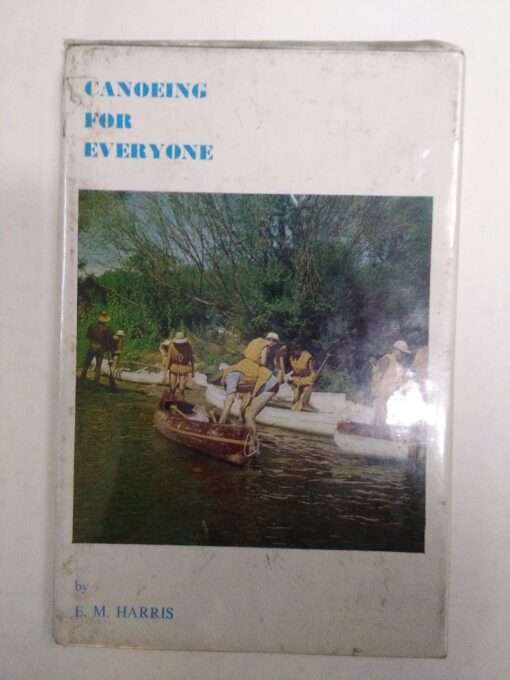 CANOEING
FOR
EVERYONE
by
E. M. HARRIS